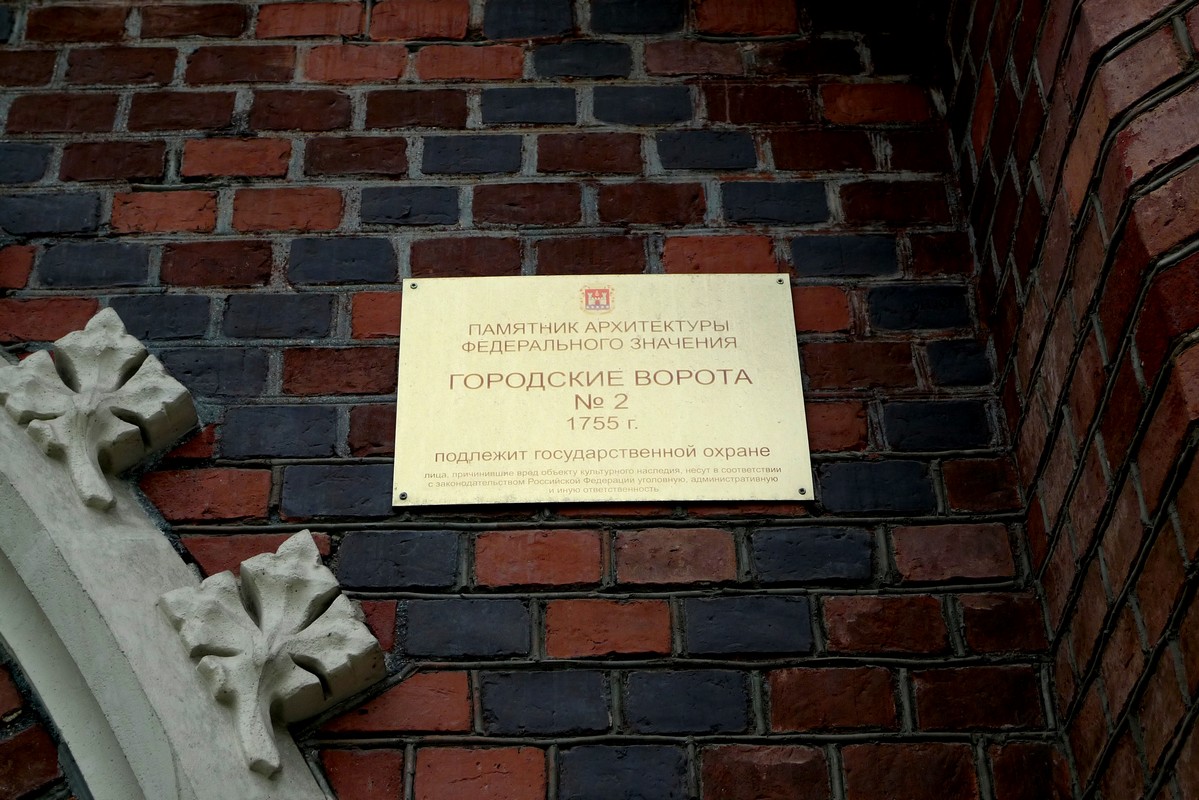 ПАМЯТНИК АРХИТЕКТУРЫ
ФЕДЕРАЛЬНОГО ЗНАЧЕНИЯ
ГОРОДСКИЕ ВОРОТА
№ 2
1755 г.
подлежит государственной охране
лица, причинившие вред объекту культурного наследия, несут в соответствии
с законодательством Российской Федерации уголовную, административную
и иную ответственность.